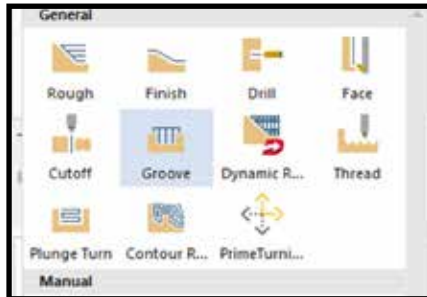 General
Rough Finish Drill Face
Cutoff Groove Dynamic R... Thread
Plunge Turn Contour R... PrimeTurni...
Manual